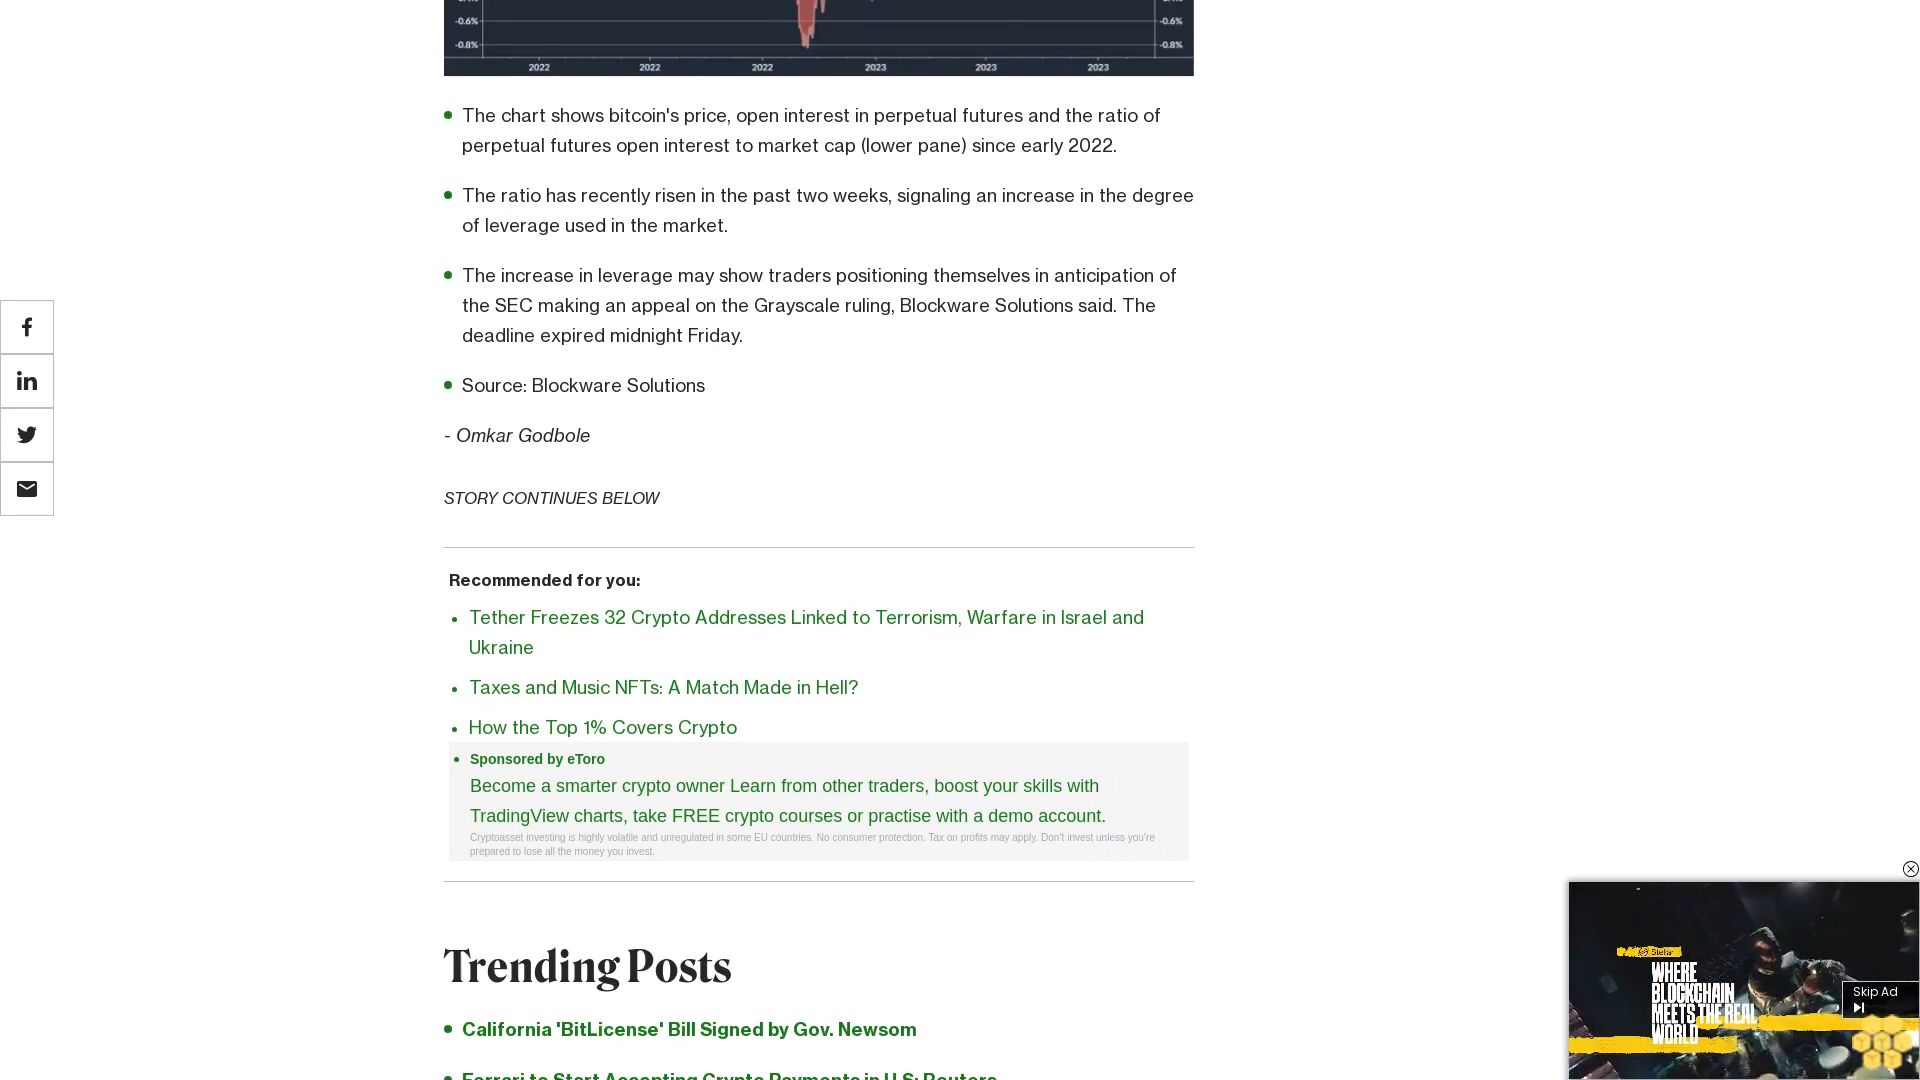 -0.6%
-0.6%
-0.8%
-0.8%
2022 2022 2022 2023 2023 2023
The chart shows bitcoin's price, open interest in perpetual futures and the ratio of
perpetual futures open interest to market cap (lower pane) since early 2022.
The ratio has recently risen in the past two weeks, signaling an increase in the degree
of leverage used in the market.
The increase in leverage may show traders positioning themselves in anticipation of
the SEC making an appeal on the Grayscale ruling, Blockware Solutions said. The
deadline expired midnight Friday.
Source: Blockware Solutions
- Omkar Godbole
STORY CONTINUES BELOW
Recommended for you:
Tether Freezes 32 Crypto Addresses Linked to Terrorism, Warfare in Israel and
Ukraine
Taxes and Music NFTs: A Match Made in Hell?
How the Top 1% Covers Crypto
Sponsored by eToro
Become a smarter crypto owner Learn from other traders, boost your skills with
TradingView charts, take FREE crypto courses or practise with a demo account.
Cryptoasset investing is highly volatile and unregulated in some EU countries. No consumer protection. Tax on profits may apply. Don't invest unless you're
prepared to lose all the money you invest.
Trending Posts
California 'BitLicense' Bill Signed by Gov. Newsom
Ferrari to Start Accepting Crypto Payments in U.S: Reuters
Stellar
WHERE
BLOCKCHAIN
MEETS THE REAL
WORLD
Skip Ad